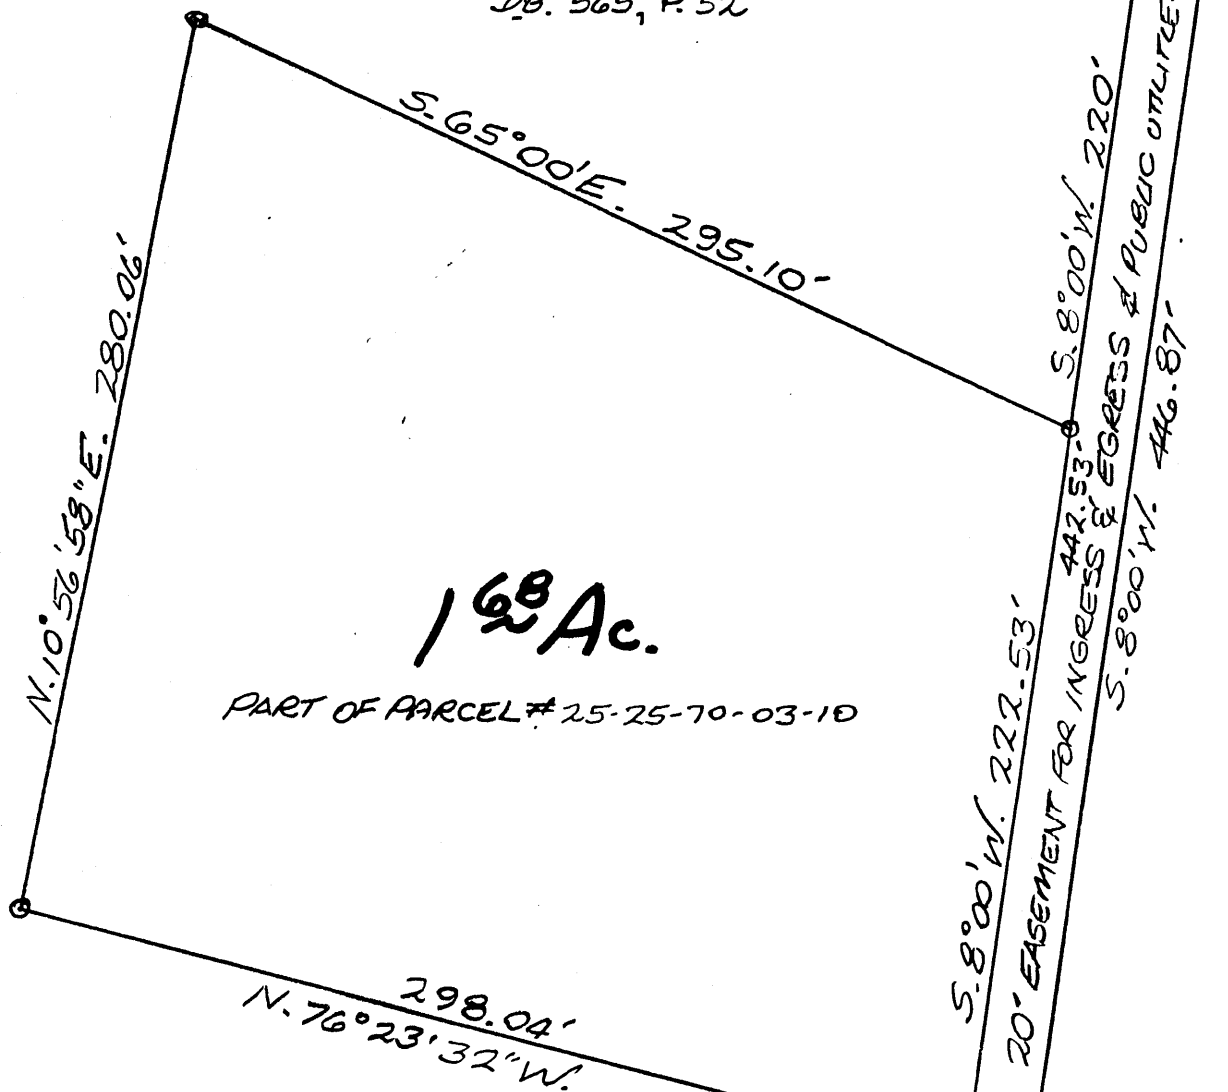 DB. 565, P. 52
S. 65°00'E. 295.10'
S. 8°00'W. 220'
N. 10°56'58"E. 280.06'
442.53'
S. 8°00'W. 446.87'
20' EASEMENT FOR INGRESS & EGRESS & PUBLIC UTILITIES
1 68 Ac.
PART OF PARCEL # 25-25-70-03-10
S. 8°00'W. 222.53'
298.04'
N. 76°23'32"W.